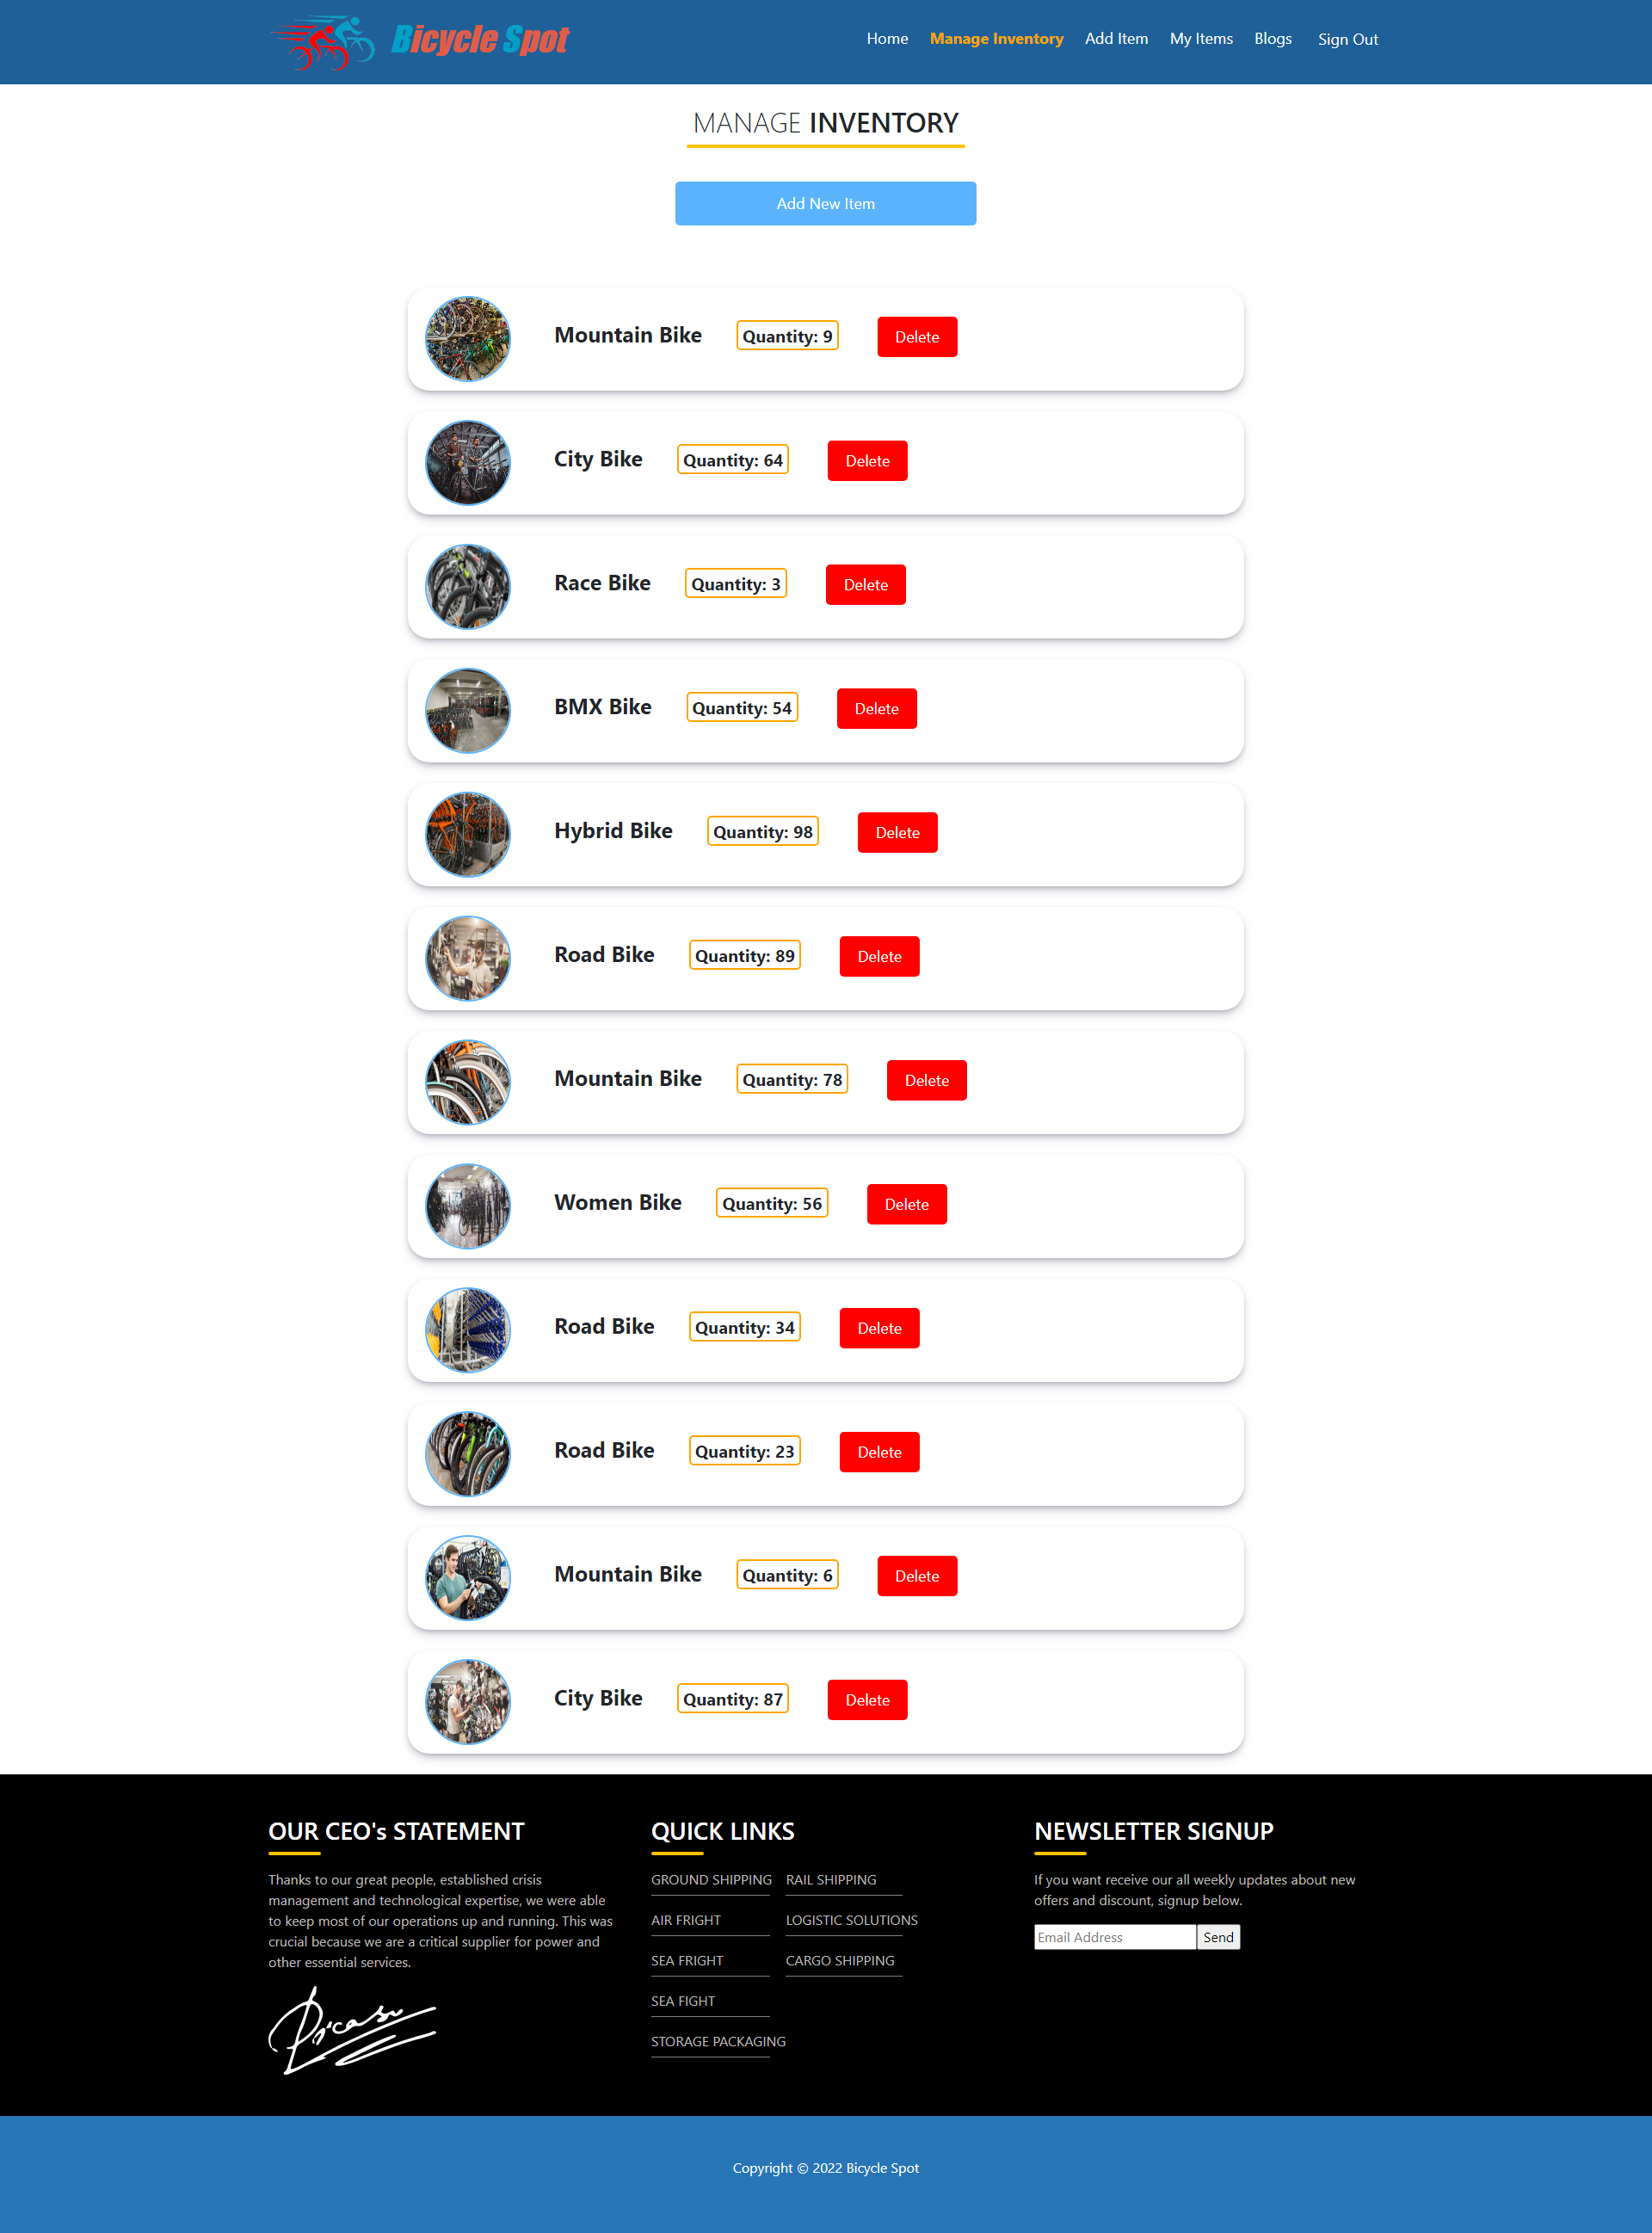 Bicycle Spot
Home Manage Inventory Add Item My Items Blogs Sign Out
MANAGE INVENTORY
Add New Item
Mountain Bike Quantity: 9 Delete
City Bike Quantity: 64 Delete
Race Bike Quantity: 3 Delete
BMX Bike Quantity: 54 Delete
Hybrid Bike Quantity: 98 Delete
Road Bike Quantity: 89 Delete
Mountain Bike Quantity: 78 Delete
Women Bike Quantity: 56 Delete
Road Bike Quantity: 34 Delete
Road Bike Quantity: 23 Delete
Mountain Bike Quantity: 6 Delete
City Bike Quantity: 87 Delete
OUR CEO's STATEMENT
Thanks to our great people, established crisis
management and technological expertise, we were able
to keep most of our operations up and running. This was
crucial because we are a critical supplier for power and
other essential services.
QUICK LINKS
GROUND SHIPPING
AIR FRIGHT
SEA FRIGHT
SEA FIGHT
STORAGE PACKAGING
RAIL SHIPPING
LOGISTIC SOLUTIONS
CARGO SHIPPING
NEWSLETTER SIGNUP
If you want receive our all weekly updates about new
offers and discount, signup below.
Email Address Send
Copyright © 2022 Bicycle Spot